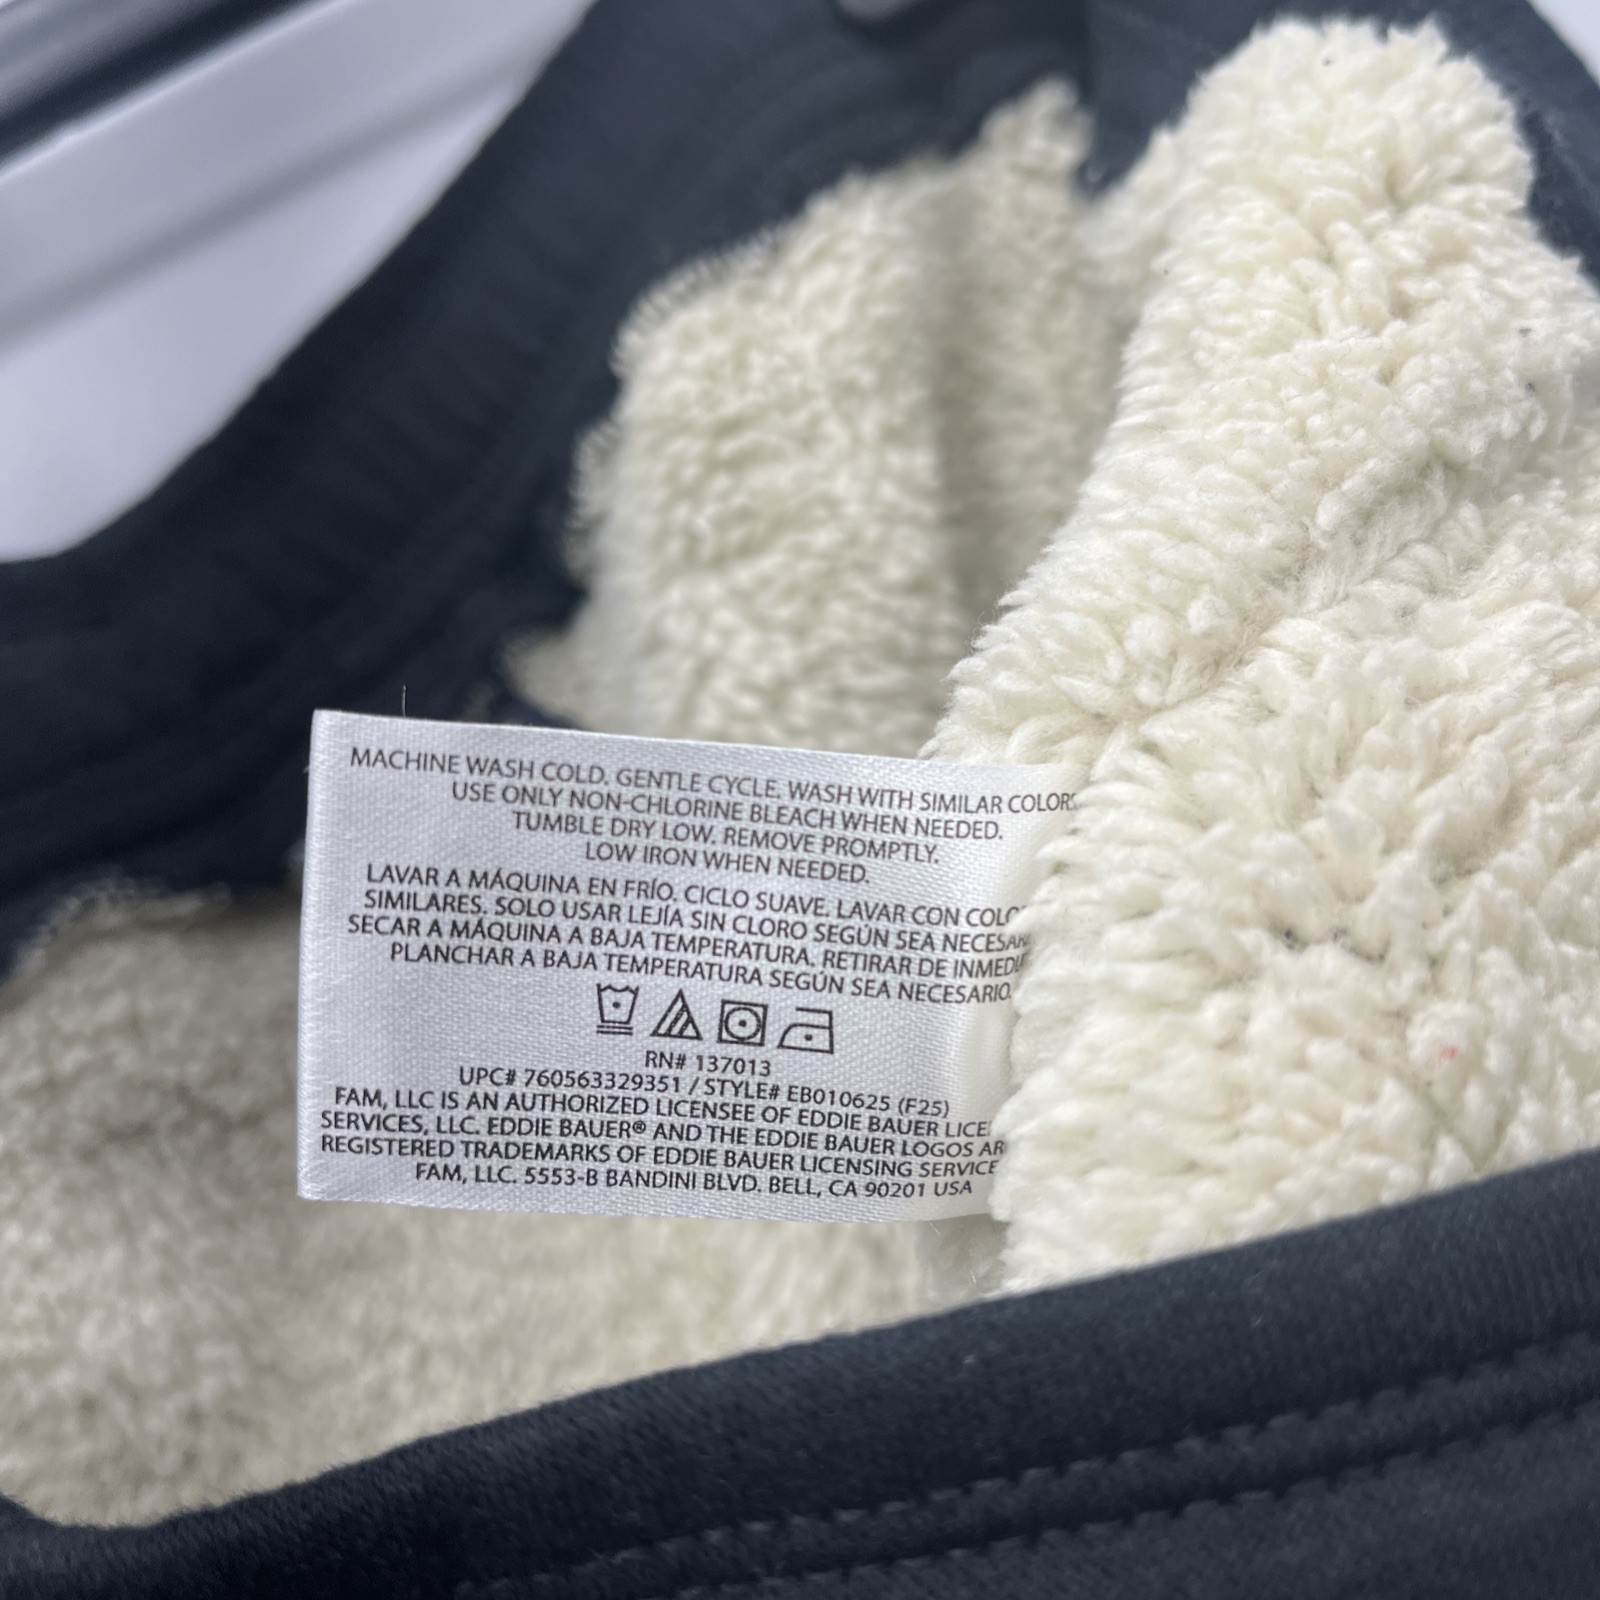 MACHINE WASH COLD. GENTLE CYCLE. WASH WITH SIMILAR COLORS
USE ONLY NON-CHLORINE BLEACH WHEN NEEDED.
TUMBLE DRY LOW. REMOVE PROMPTLY.
LOW IRON WHEN NEEDED.
LAVAR A MÁQUINA EN FRÍO. CICLO SUAVE. LAVAR CON
SIMILARES. SOLO USAR LEJÍA SIN CLORO SEGÚN SEA
SECAR A MÁQUINA A BAJA TEMPERATURA. RETIRAR DE
PLANCHAR A BAJA TEMPERATURA SEGÚN SEA NECESARIO.
RN# 137013
UPC# 760563329351 / STYLE# EB010625 (F25)
FAM, LLC IS AN AUTHORIZED LICENSEE OF EDDIE BAUER
SERVICES, LLC. EDDIE BAUER® AND THE EDDIE BAUER LOGOS
REGISTERED TRADEMARKS OF EDDIE BAUER LICENSING
FAM, LLC. 5553-B BANDINI BLVD. BELL, CA 90201 USA